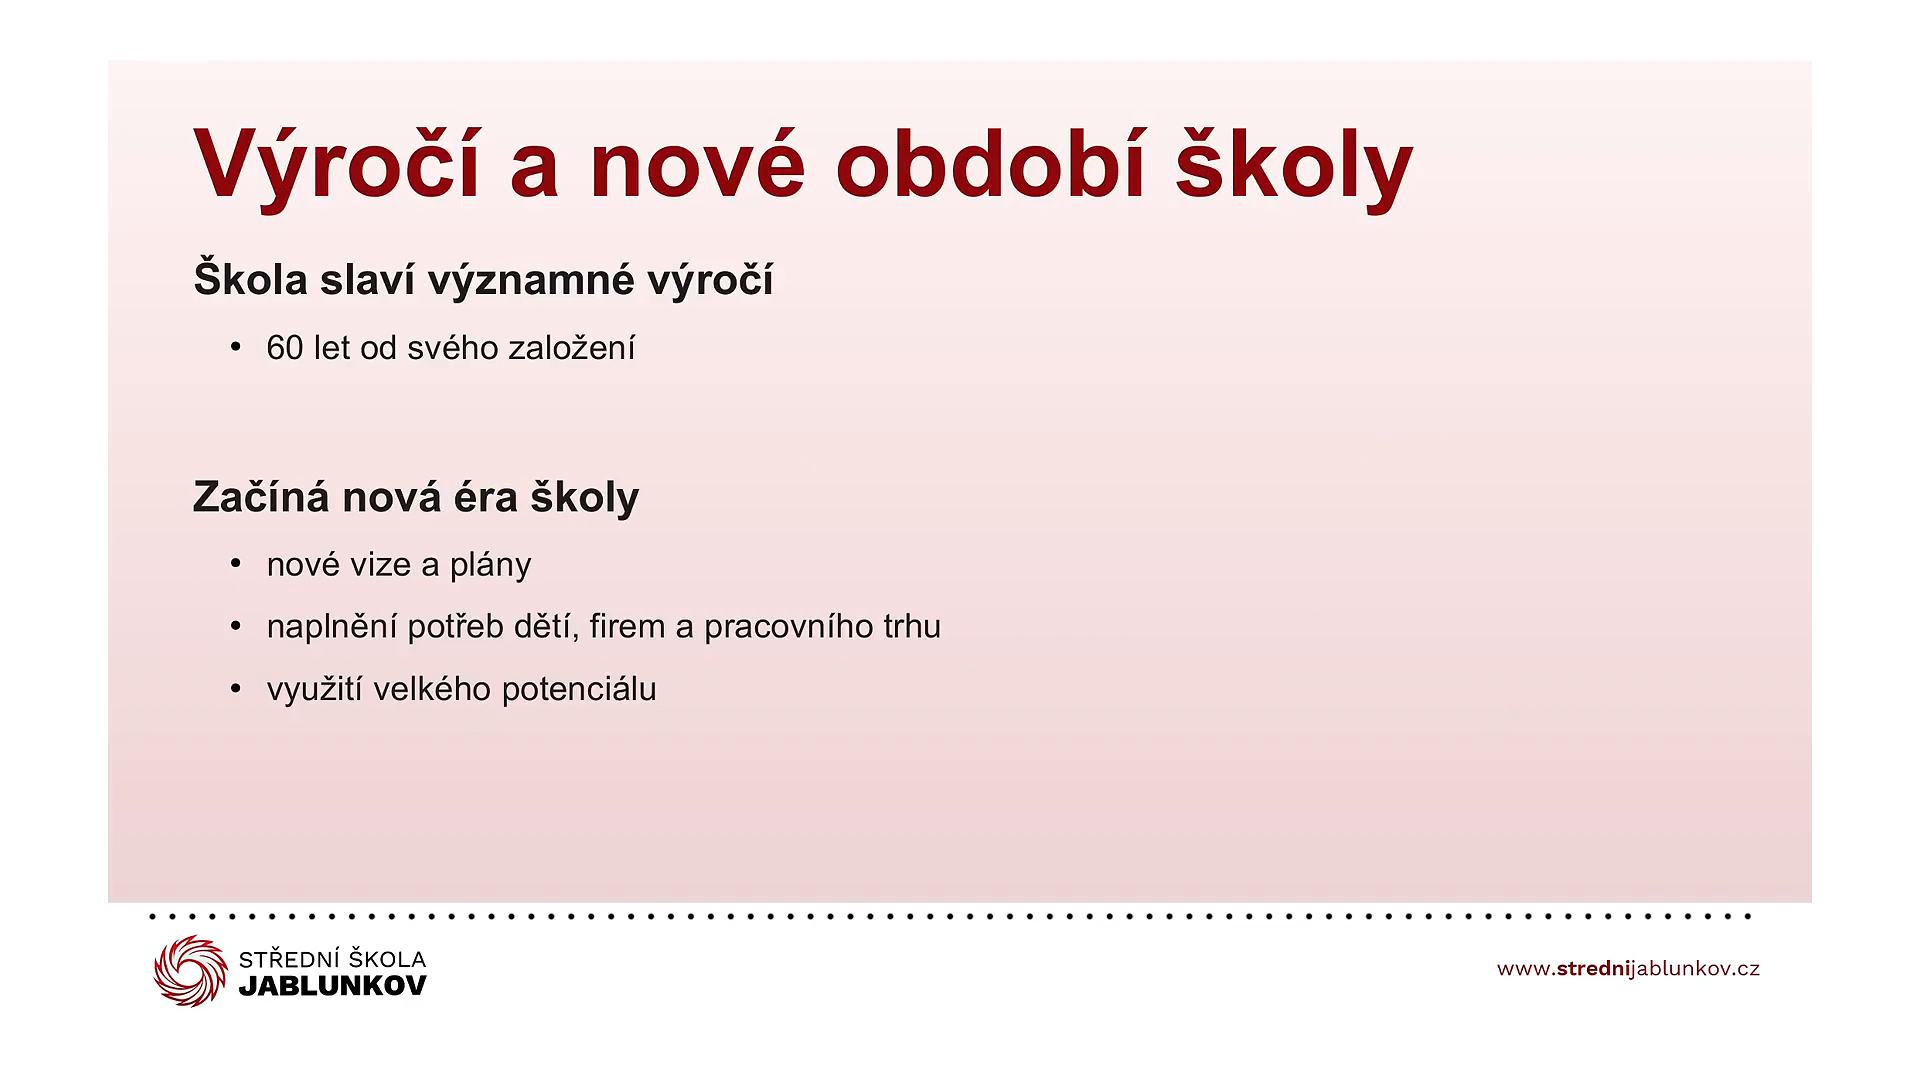 Výročí a nové období školy
Škola slaví významné výročí
• 60 let od svého založení
Začíná nová éra školy
• nové vize a plány
• naplnění potřeb dětí, firem a pracovního trhu
• využití velkého potenciálu
STŘEDNÍ ŠKOLA
JABLUNKOV
www.strednijablunkov.cz